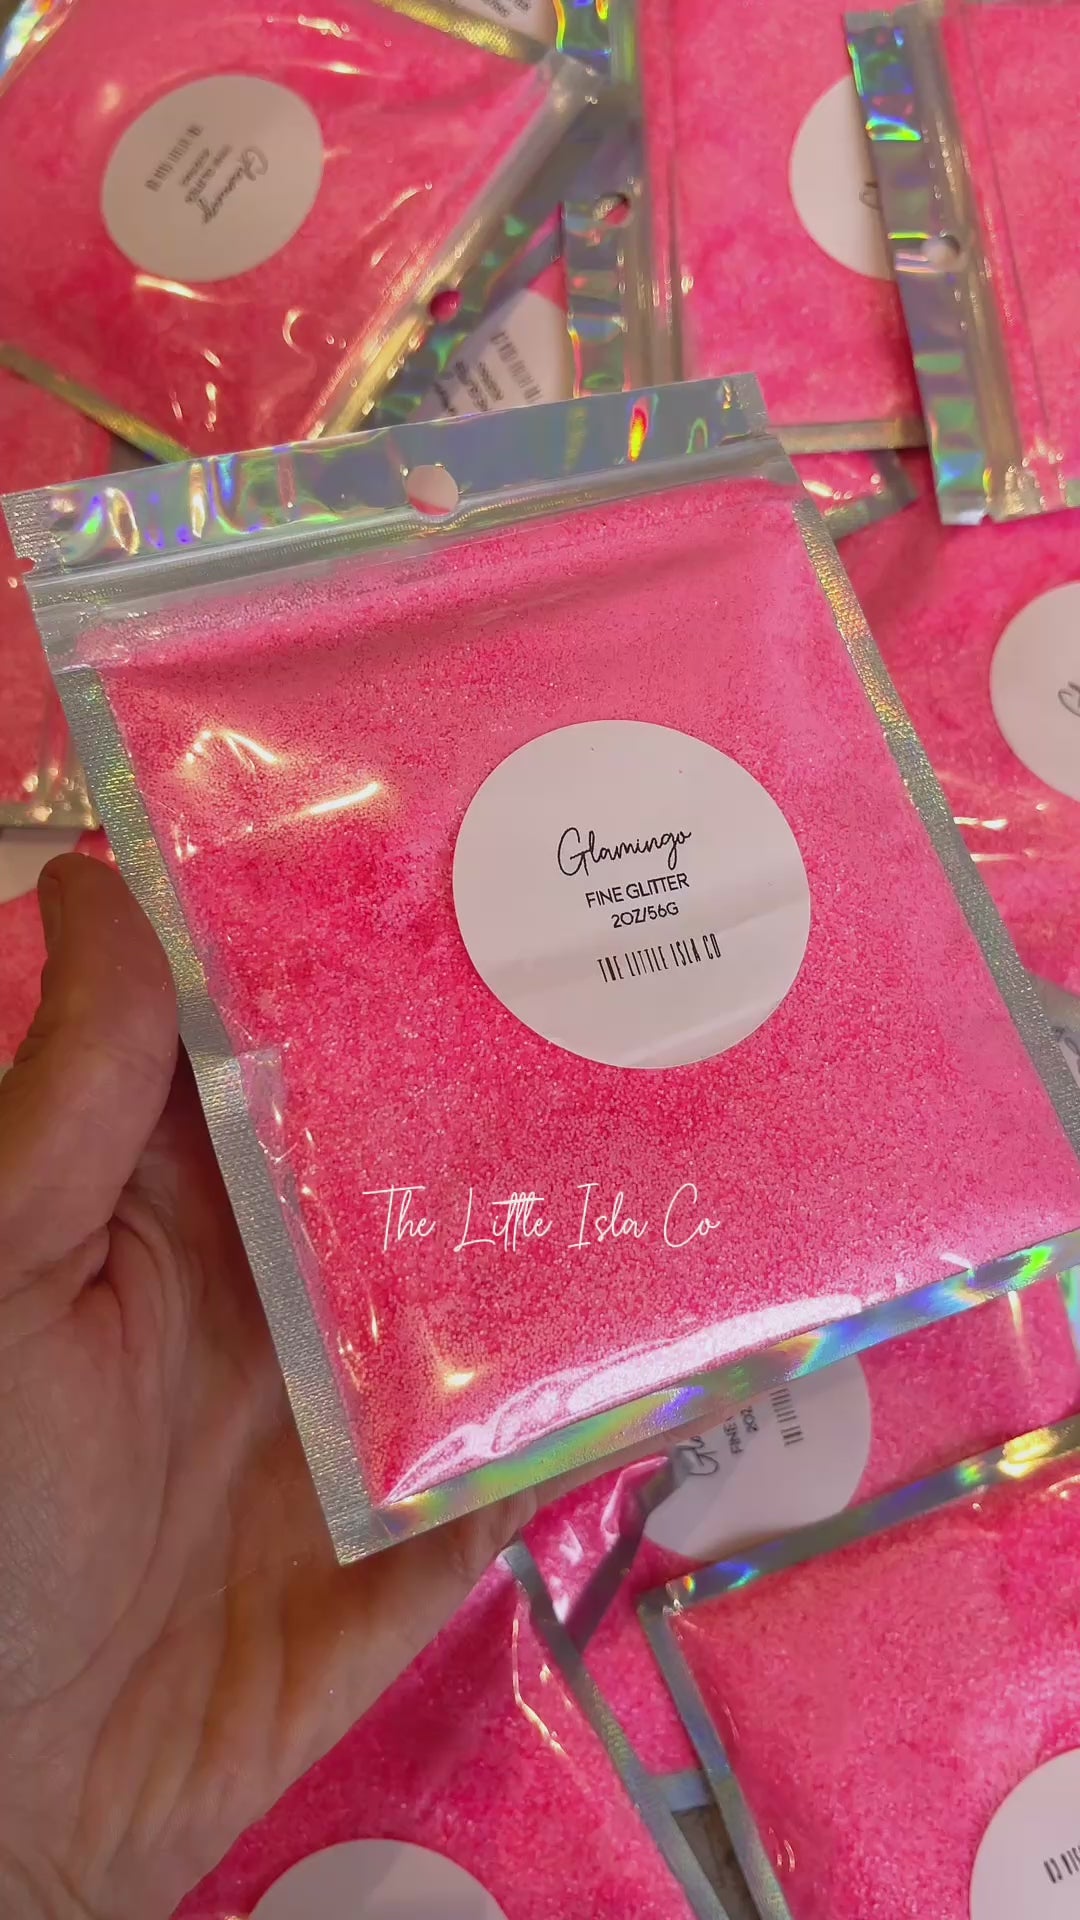 Glamingo
FINE GLITTER
2OZ/56G
THE LITTLE ISLA CO
The Little Isla Co